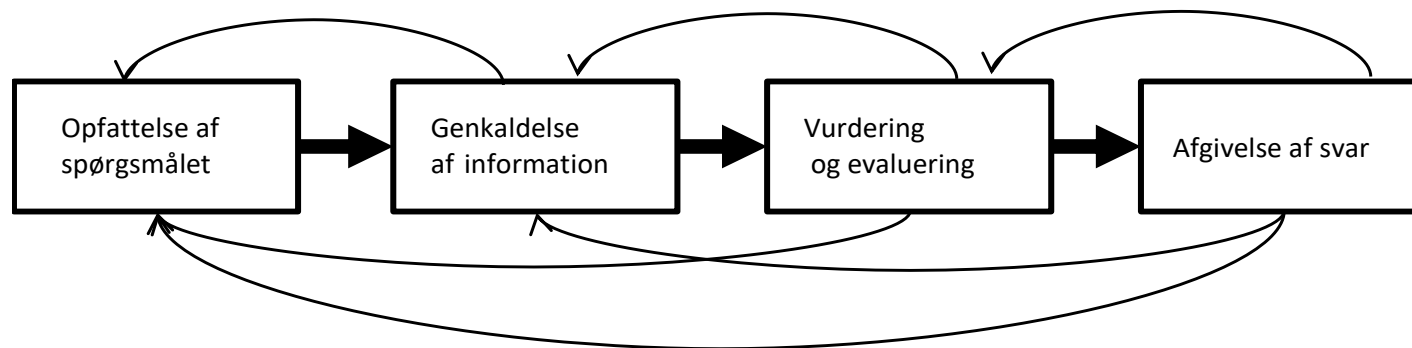 Opfattelse af
spørgsmålet
Genkaldelse
af information
Vurdering
og evaluering
Afgivelse af svar